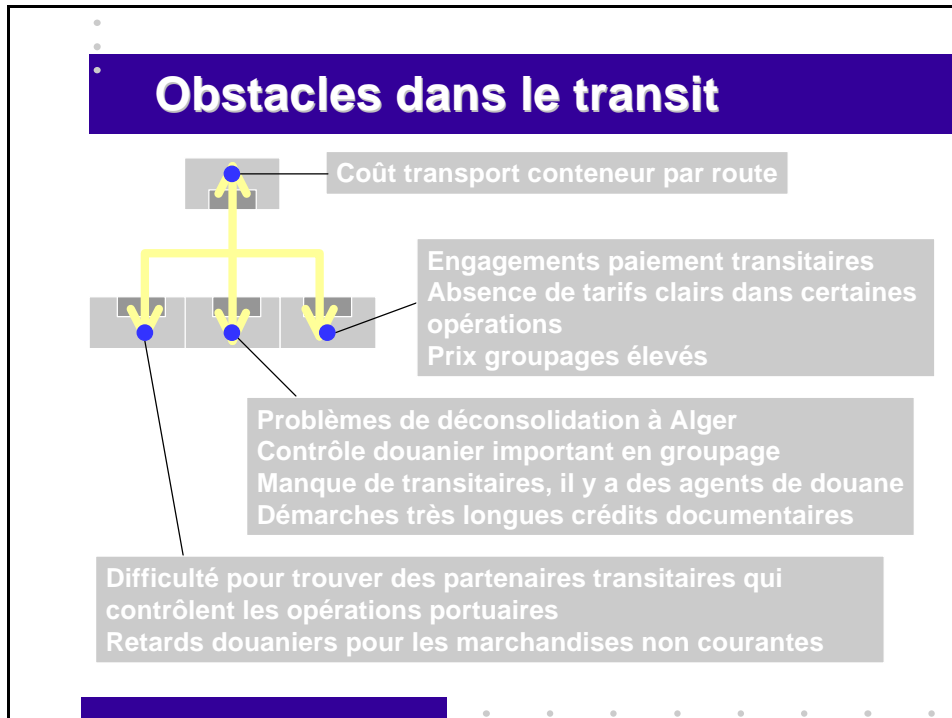 Obstacles dans le transit
Coût transport conteneur par route
Engagements paiement transitaires
Absence de tarifs clairs dans certaines
opérations
Prix groupages élevés
Problèmes de déconsolidation à Alger
Contrôle douanier important en groupage
Manque de transitaires, il y a des agents de douane
Démarches très longues crédits documentaires
Difficulté pour trouver des partenaires transitaires qui
contrôlent les opérations portuaires
Retards douaniers pour les marchandises non courantes